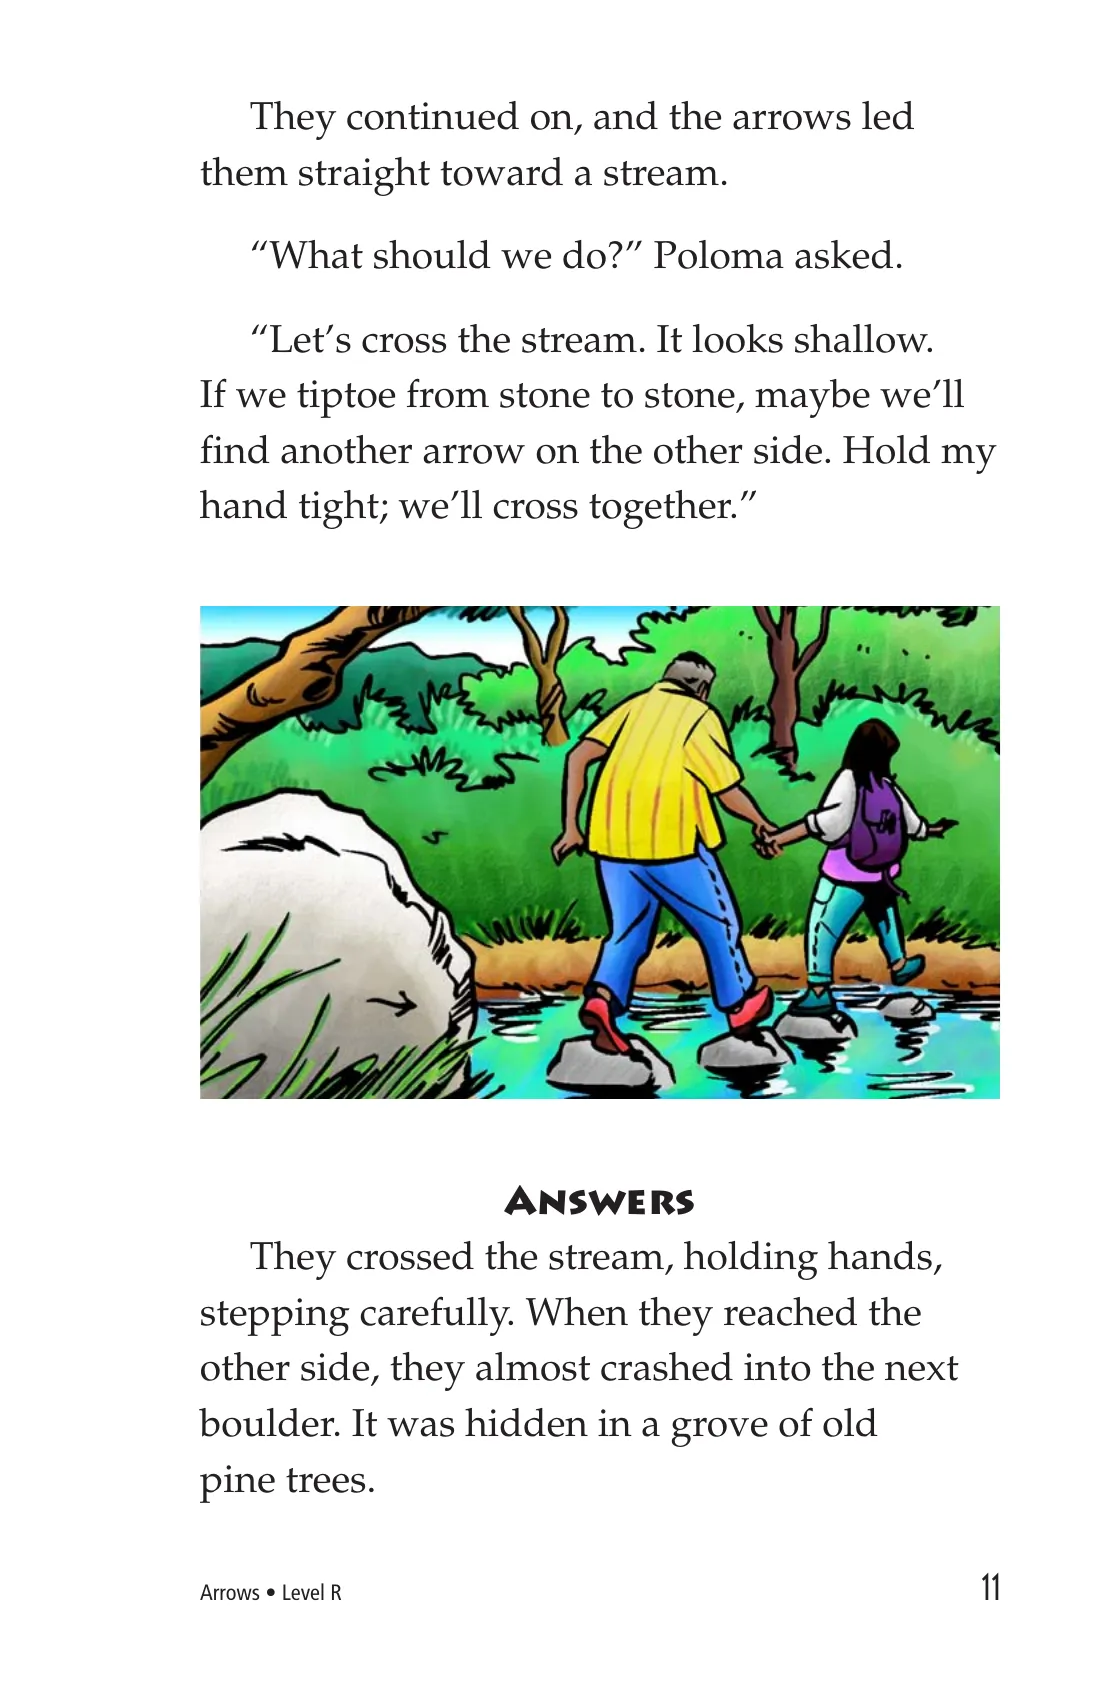 They continued on, and the arrows led
them straight toward a stream.
“What should we do?” Poloma asked.
“Let’s cross the stream. It looks shallow.
If we tiptoe from stone to stone, maybe we’ll
find another arrow on the other side. Hold my
hand tight; we’ll cross together.”
Answers
They crossed the stream, holding hands,
stepping carefully. When they reached the
other side, they almost crashed into the next
boulder. It was hidden in a grove of old
pine trees.
Arrows • Level R
11